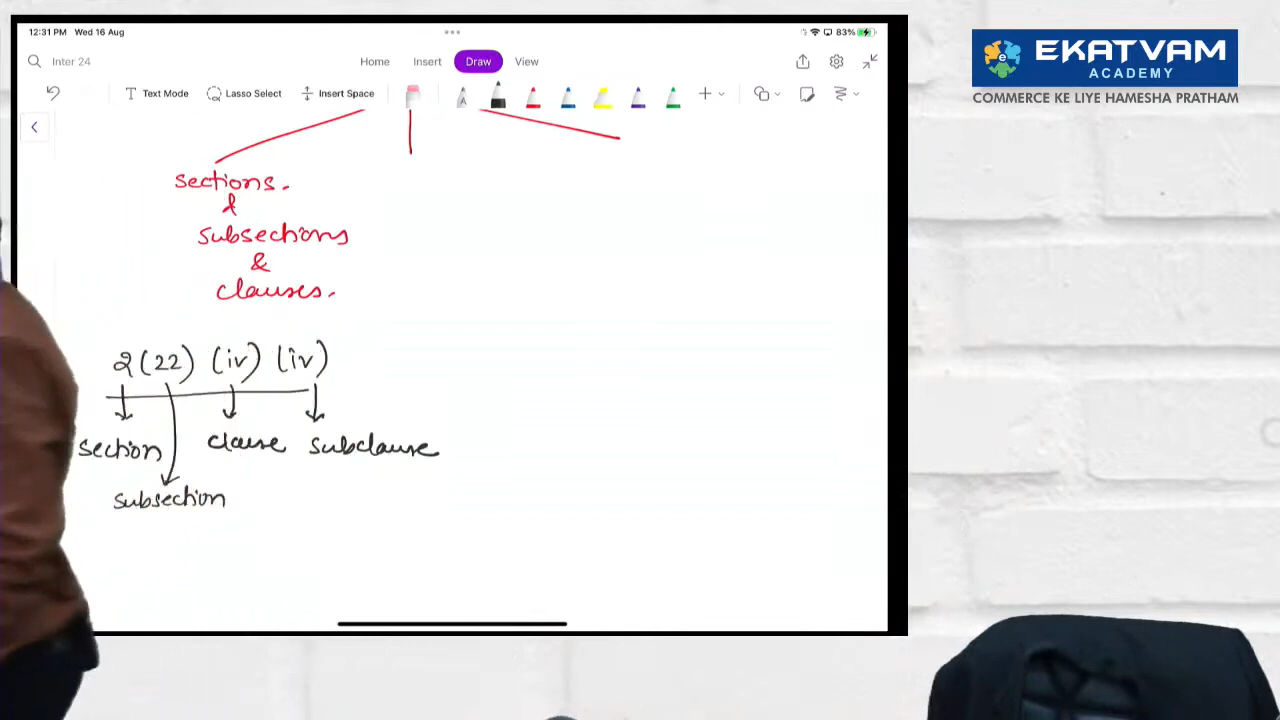 12:31 PM Wed 16 Aug
83%
Inter 24
Home Insert Draw View
Text Mode Lasso Select Insert Space
A
sections.
&
subsections
&
clauses.
2(22) (iv) (iv)
section clause subclause
subsection
e EKATVAM
ACADEMY
COMMERCE KE LIYE HAMESHA PRATHAM